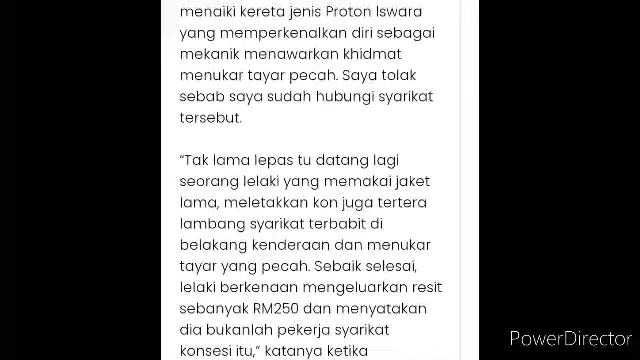 menaiki kereta jenis Proton Iswara
yang memperkenalkan diri sebagai
mekanik menawarkan khidmat
menukar tayar pecah. Saya tolak
sebab saya sudah hubungi syarikat
tersebut.
“Tak lama lepas tu datang lagi
seorang lelaki yang memakai jaket
lama, meletakkan kon juga tertera
lambang syarikat terbabit di
belakang kenderaan dan menukar
tayar yang pecah. Sebaik selesai,
lelaki berkenaan mengeluarkan resit
sebanyak RM250 dan menyatakan
dia bukanlah pekerja syarikat
konsesi itu,” katanya ketika
PowerDirector